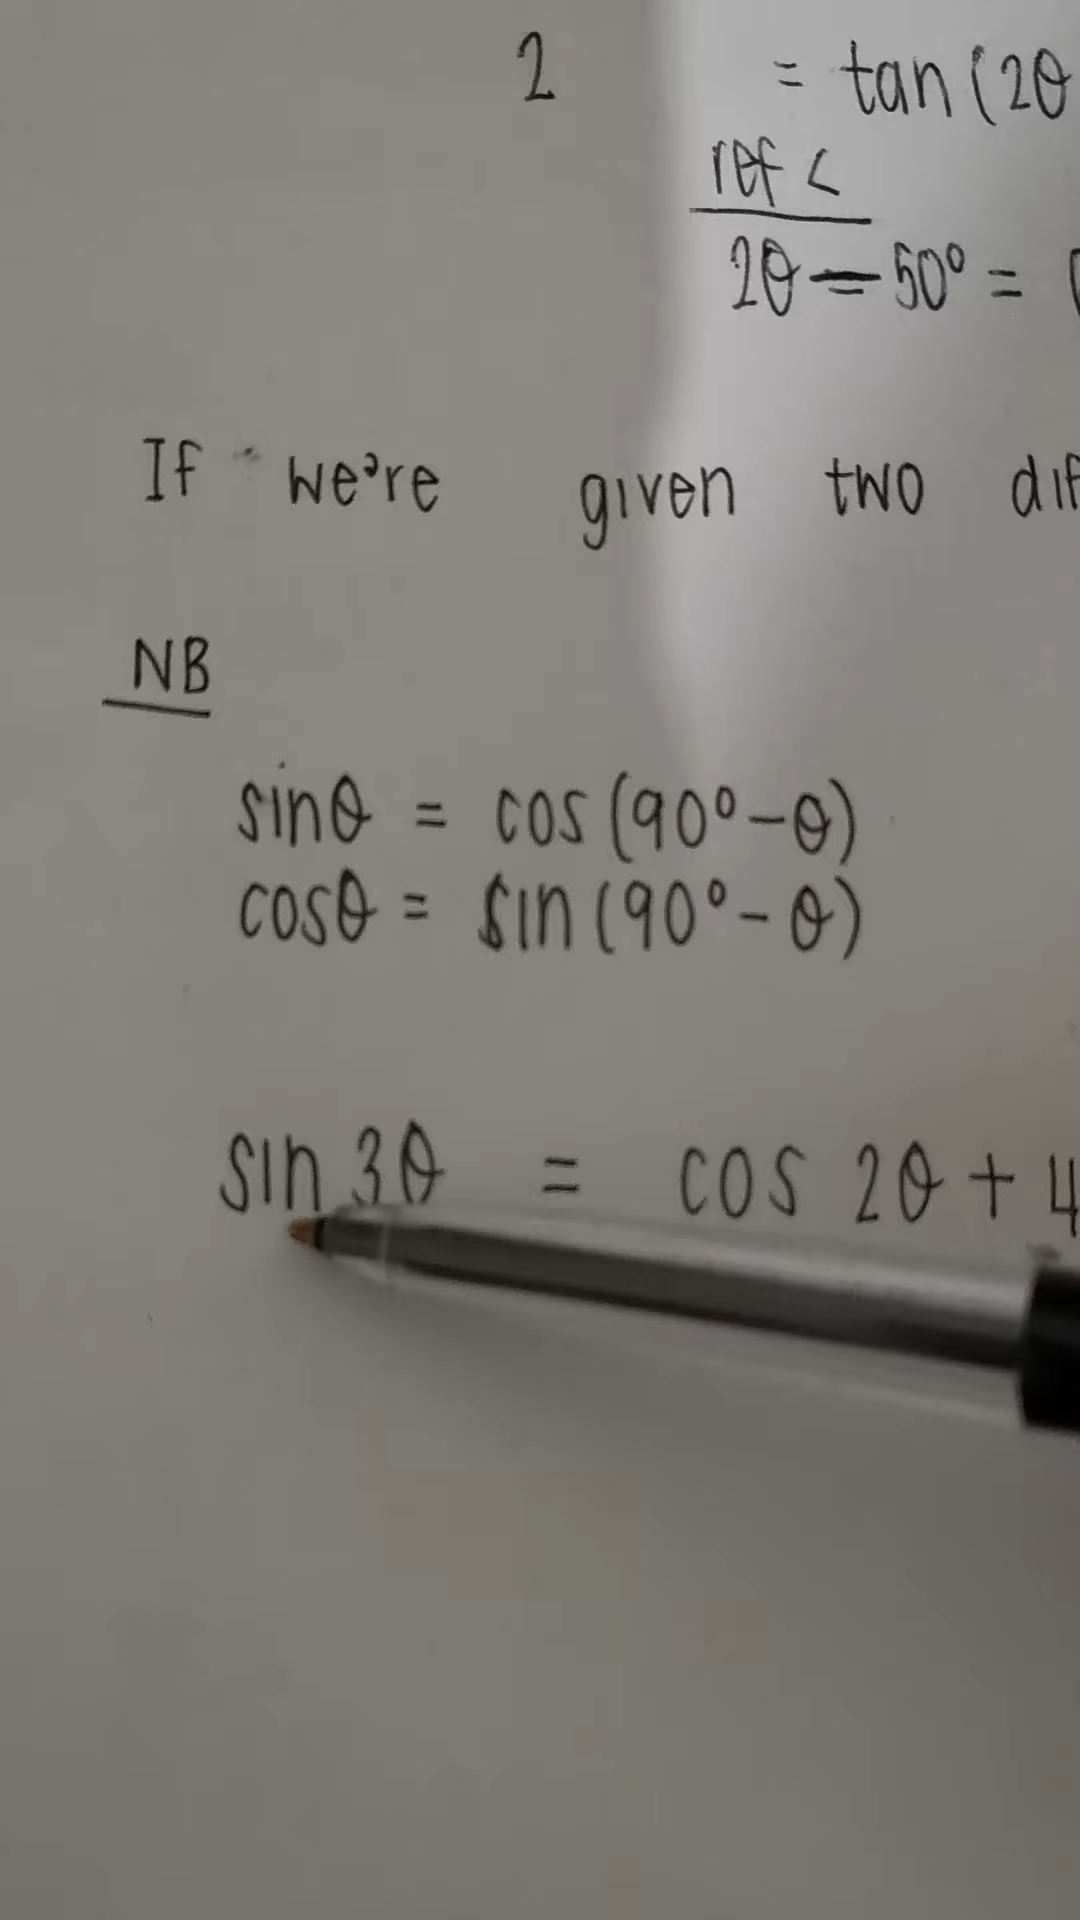 2 = tan (2θ
ref <
2θ — 50° =
If we're given two
NB
sinθ = cos (90° - θ)
cosθ = sin (90° - θ)
sin 3θ = cos 2θ + 4